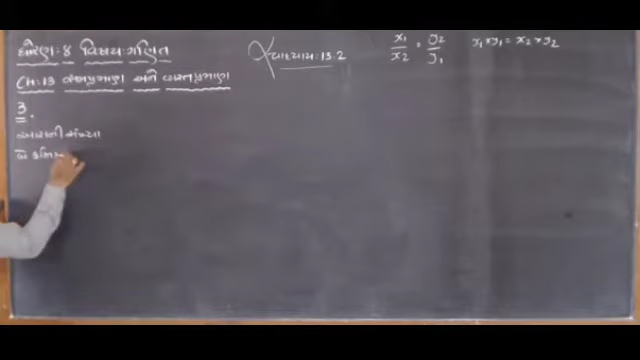 ધોરણ:૪ વિષય:ગણિત
CH:13 સમપ્રમાણ અને વ્યસ્તપ્રમાણ
સ્વાધ્યાય:13.2
x₁/x₂ = y₂/y₁
x₁×y₁ = x₂×y₂
3.
સંખ્યા